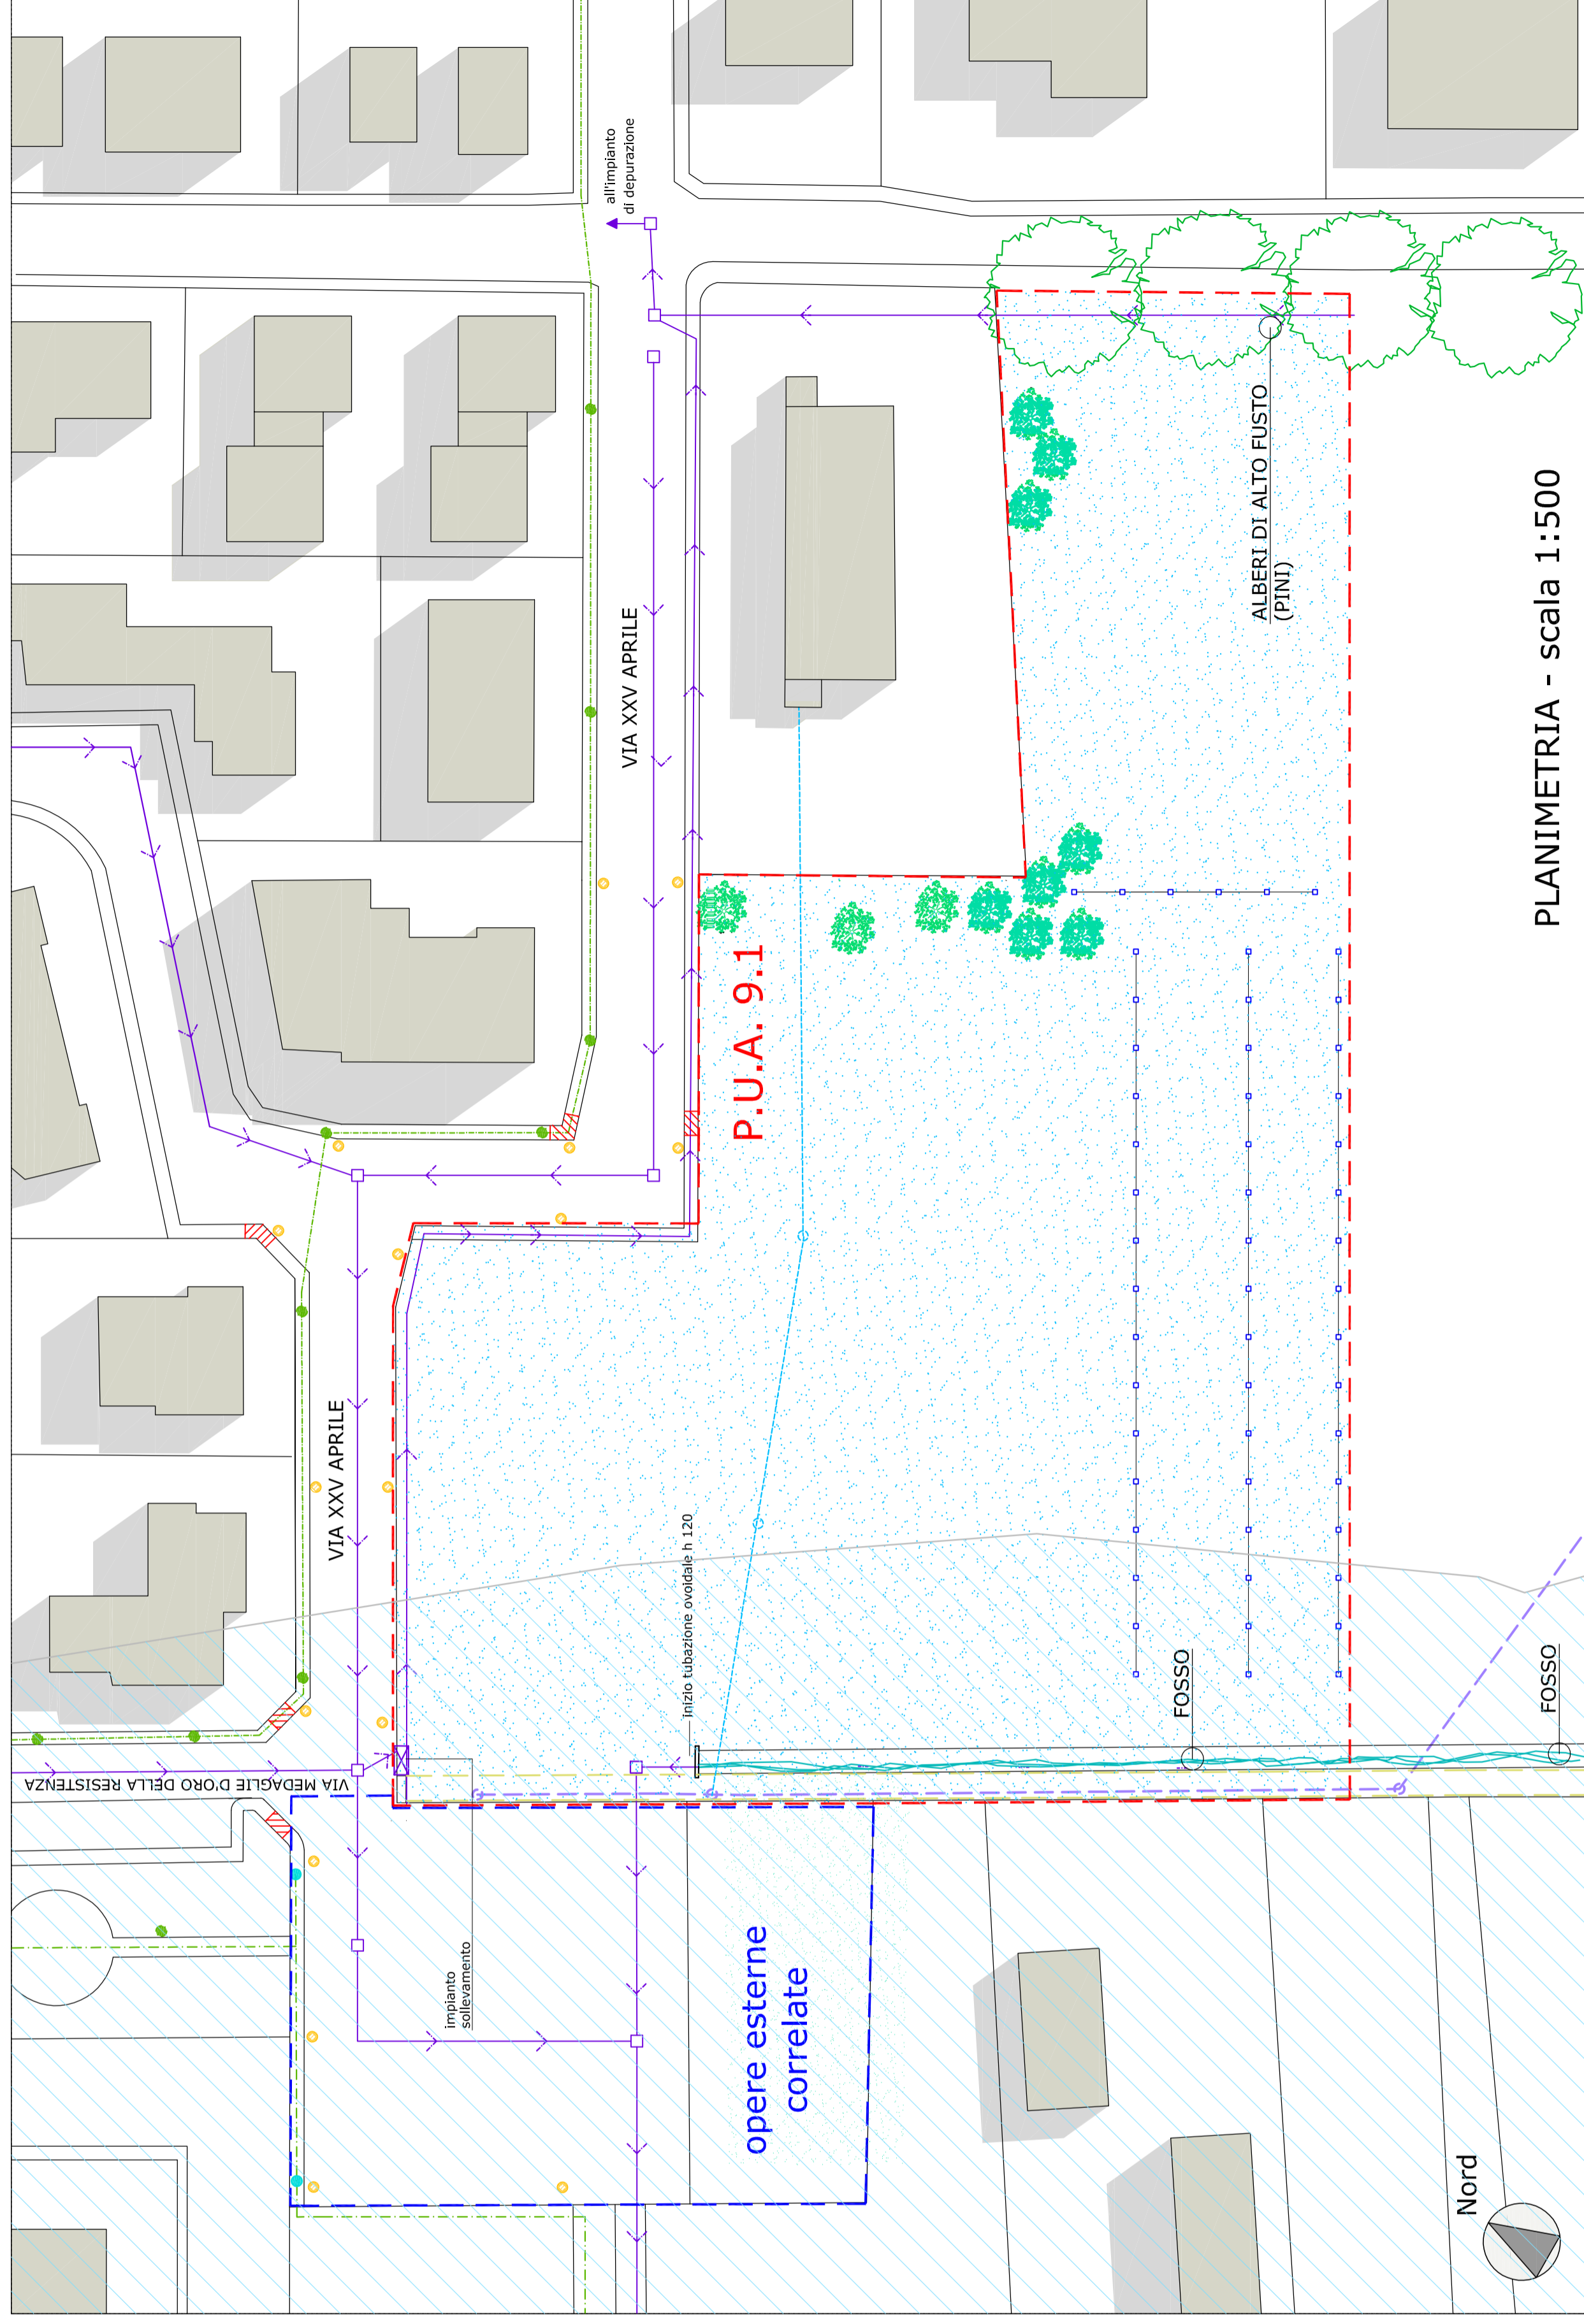 all'impianto
di depurazione
VIA XXV APRILE
ALBERI DI ALTO FUSTO
(PINI)
PLANIMETRIA - scala 1:500
P.U.A. 9.1
VIA XXV APRILE
inizio tubazione ovoidale h 120
FOSSO
FOSSO
VIA MEDAGLIE D'ORO DELLA RESISTENZA
impianto
sollevamento
opere esterne
correlate
Nord